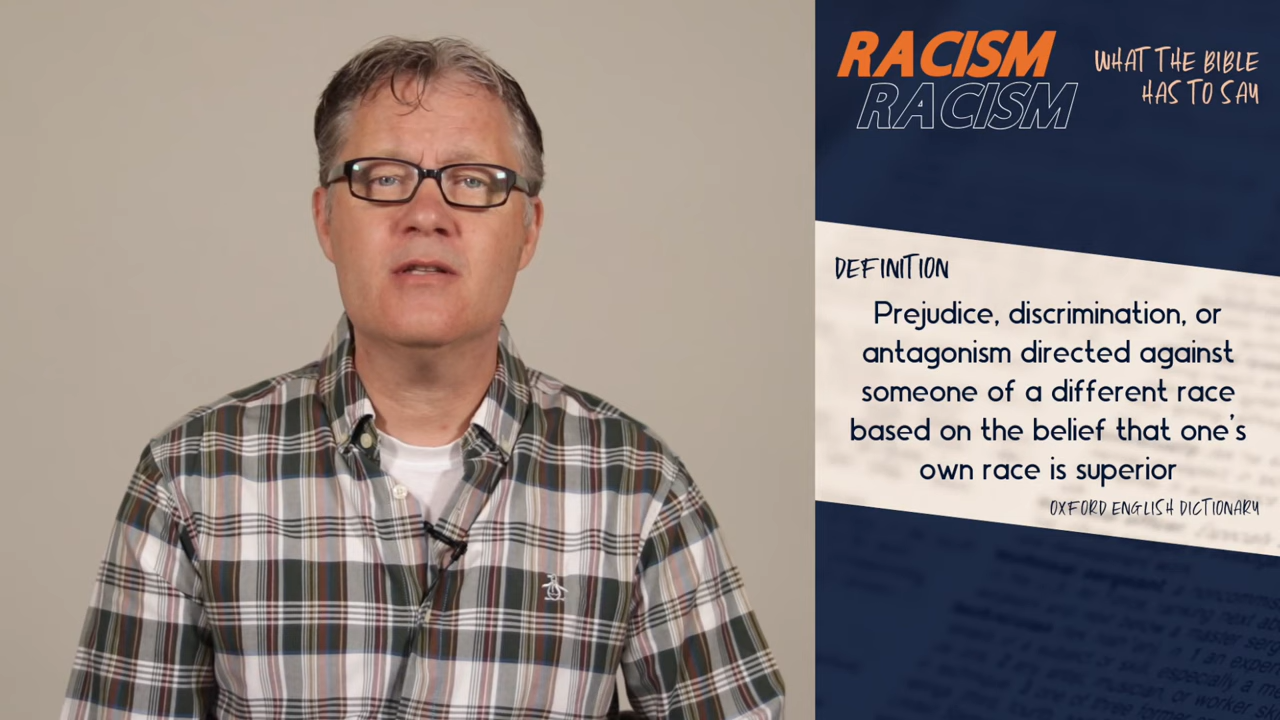 RACISM
RACISM
WHAT THE BIBLE
HAS TO SAY
DEFINITION
Prejudice, discrimination, or
antagonism directed against
someone of a different race
based on the belief that one's
own race is superior
OXFORD ENGLISH DICTIONARY